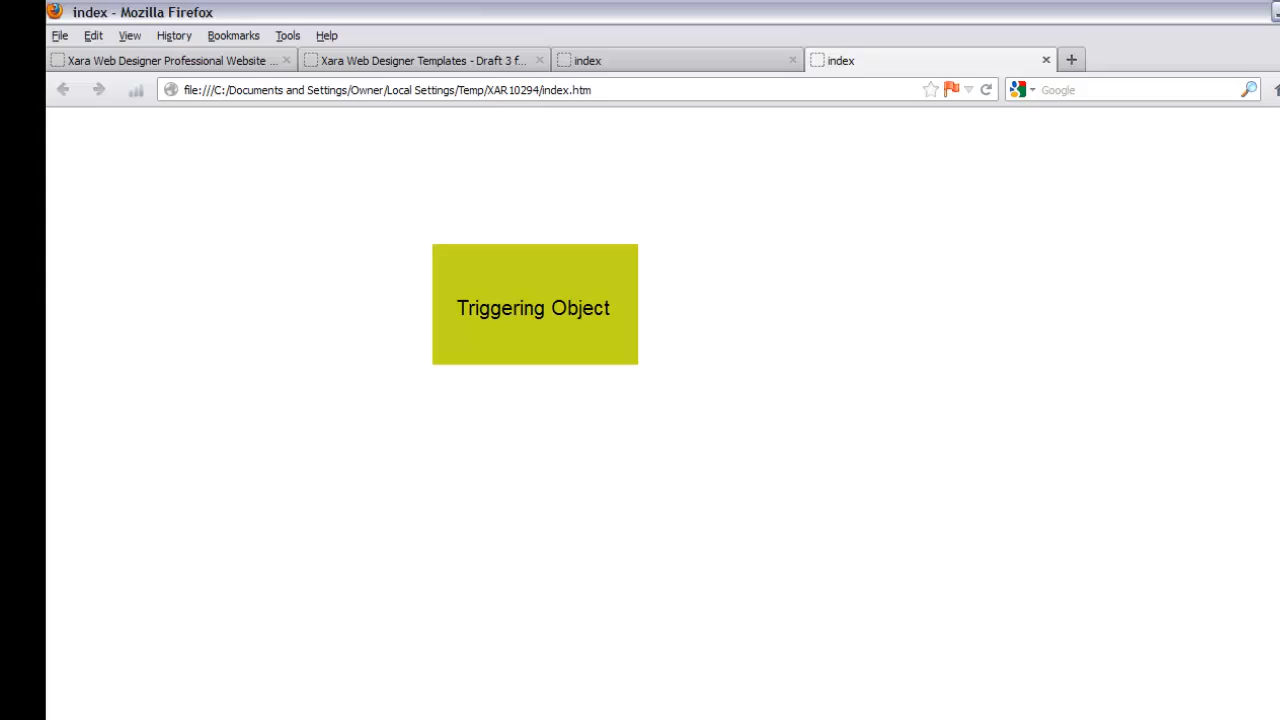 index - Mozilla Firefox
File Edit View History Bookmarks Tools Help
Xara Web Designer Professional Website ... Xara Web Designer Templates - Draft 3 f... index index
file:///C:/Documents and Settings/Owner/Local Settings/Temp/XAR10294/index.htm Google
Triggering Object